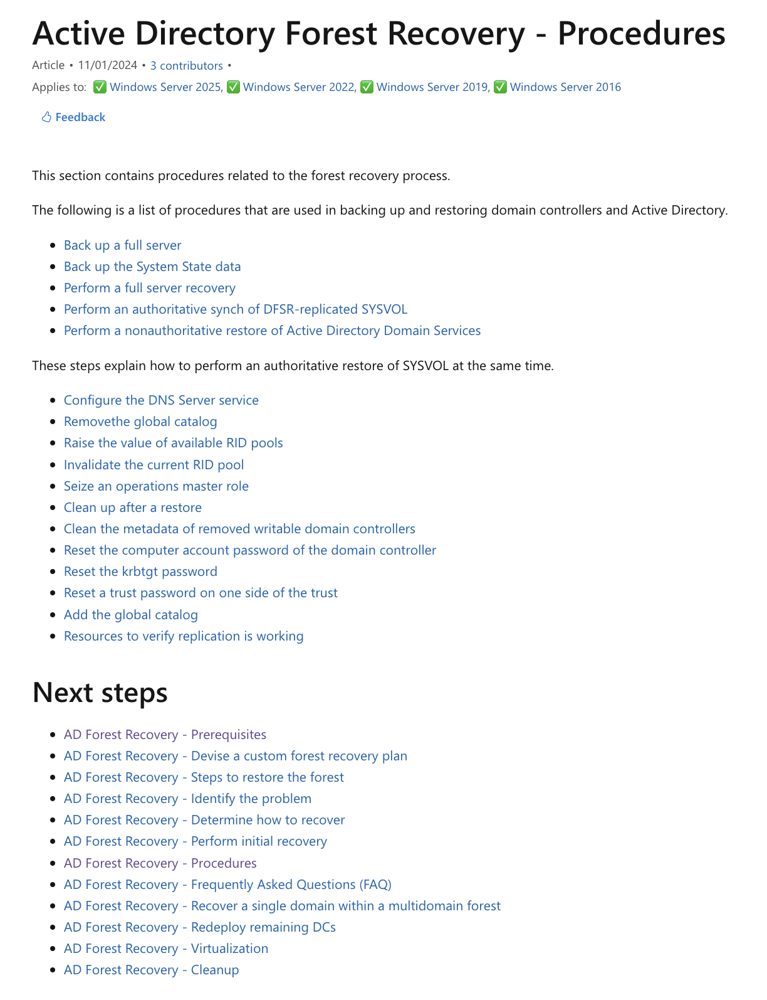 Active Directory Forest Recovery - Procedures
Article • 11/01/2024 • 3 contributors •
Applies to: ✅ Windows Server 2025, ✅ Windows Server 2022, ✅ Windows Server 2019, ✅ Windows Server 2016
Feedback
This section contains procedures related to the forest recovery process.
The following is a list of procedures that are used in backing up and restoring domain controllers and Active Directory.
• Back up a full server
• Back up the System State data
• Perform a full server recovery
• Perform an authoritative synch of DFSR-replicated SYSVOL
• Perform a nonauthoritative restore of Active Directory Domain Services
These steps explain how to perform an authoritative restore of SYSVOL at the same time.
• Configure the DNS Server service
• Removethe global catalog
• Raise the value of available RID pools
• Invalidate the current RID pool
• Seize an operations master role
• Clean up after a restore
• Clean the metadata of removed writable domain controllers
• Reset the computer account password of the domain controller
• Reset the krbtgt password
• Reset a trust password on one side of the trust
• Add the global catalog
• Resources to verify replication is working
Next steps
• AD Forest Recovery - Prerequisites
• AD Forest Recovery - Devise a custom forest recovery plan
• AD Forest Recovery - Steps to restore the forest
• AD Forest Recovery - Identify the problem
• AD Forest Recovery - Determine how to recover
• AD Forest Recovery - Perform initial recovery
• AD Forest Recovery - Procedures
• AD Forest Recovery - Frequently Asked Questions (FAQ)
• AD Forest Recovery - Recover a single domain within a multidomain forest
• AD Forest Recovery - Redeploy remaining DCs
• AD Forest Recovery - Virtualization
• AD Forest Recovery - Cleanup